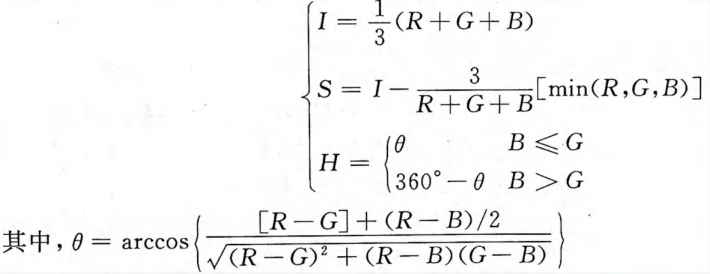 I = 1/3 (R+G+B)
S = I − 3/(R+G+B) [min(R,G,B)]
H = { θ B ⩽ G
360°−θ B > G
其中，θ = arccos{ ([R−G]+(R−B)/2) / √((R−G)²+(R−B)(G−B)) }